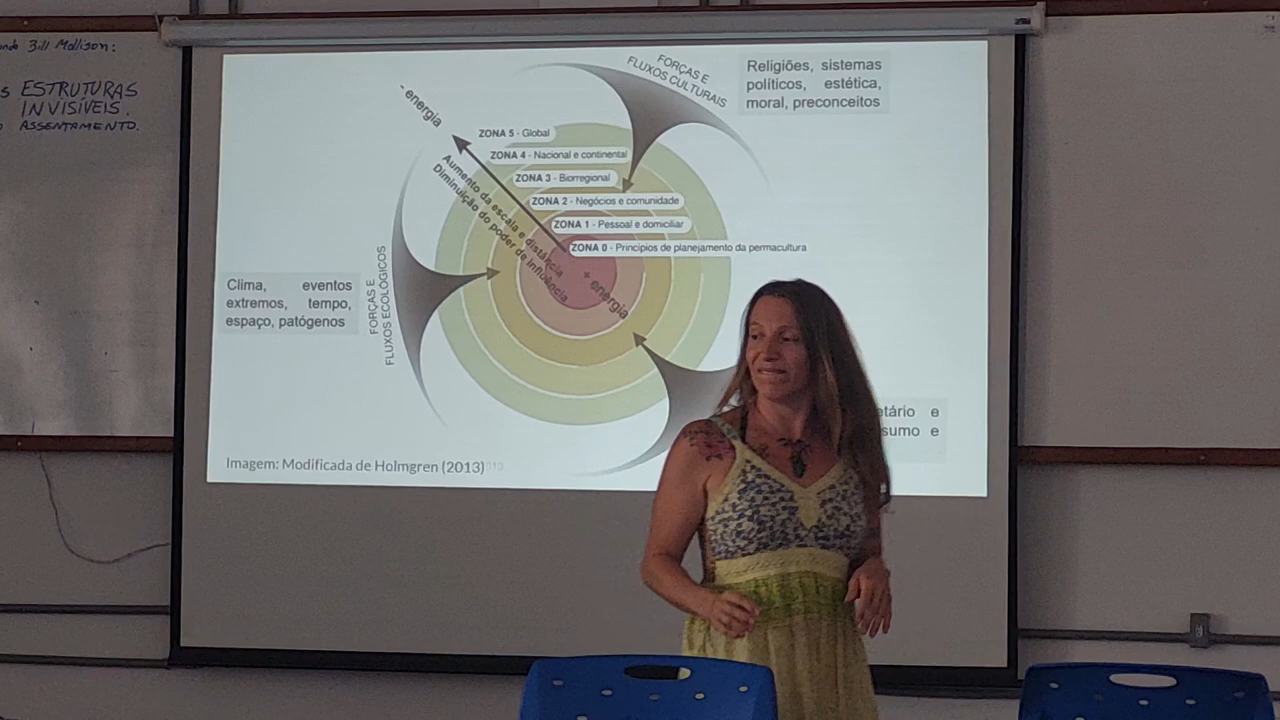 Bill Mollison:
ESTRUTURAS
INVISÍVEIS.
ASSENTAMENTO.
FORÇAS E
FLUXOS CULTURAIS
Religiões, sistemas
políticos, estética,
moral, preconceitos
- energia
ZONA 5 - Global
ZONA 4 - Nacional e continental
ZONA 3 - Biorregional
ZONA 2 - Negócios e comunidade
ZONA 1 - Pessoal e domiciliar
ZONA 0 - Princípios de planejamento da permacultura
Aumento da escala e distância
Diminuição do poder de influência
+ energia
Clima, eventos
extremos, tempo,
espaço, patógenos
FORÇAS E
FLUXOS ECOLÓGICOS
etário e
sumo e
Imagem: Modificada de Holmgren (2013)